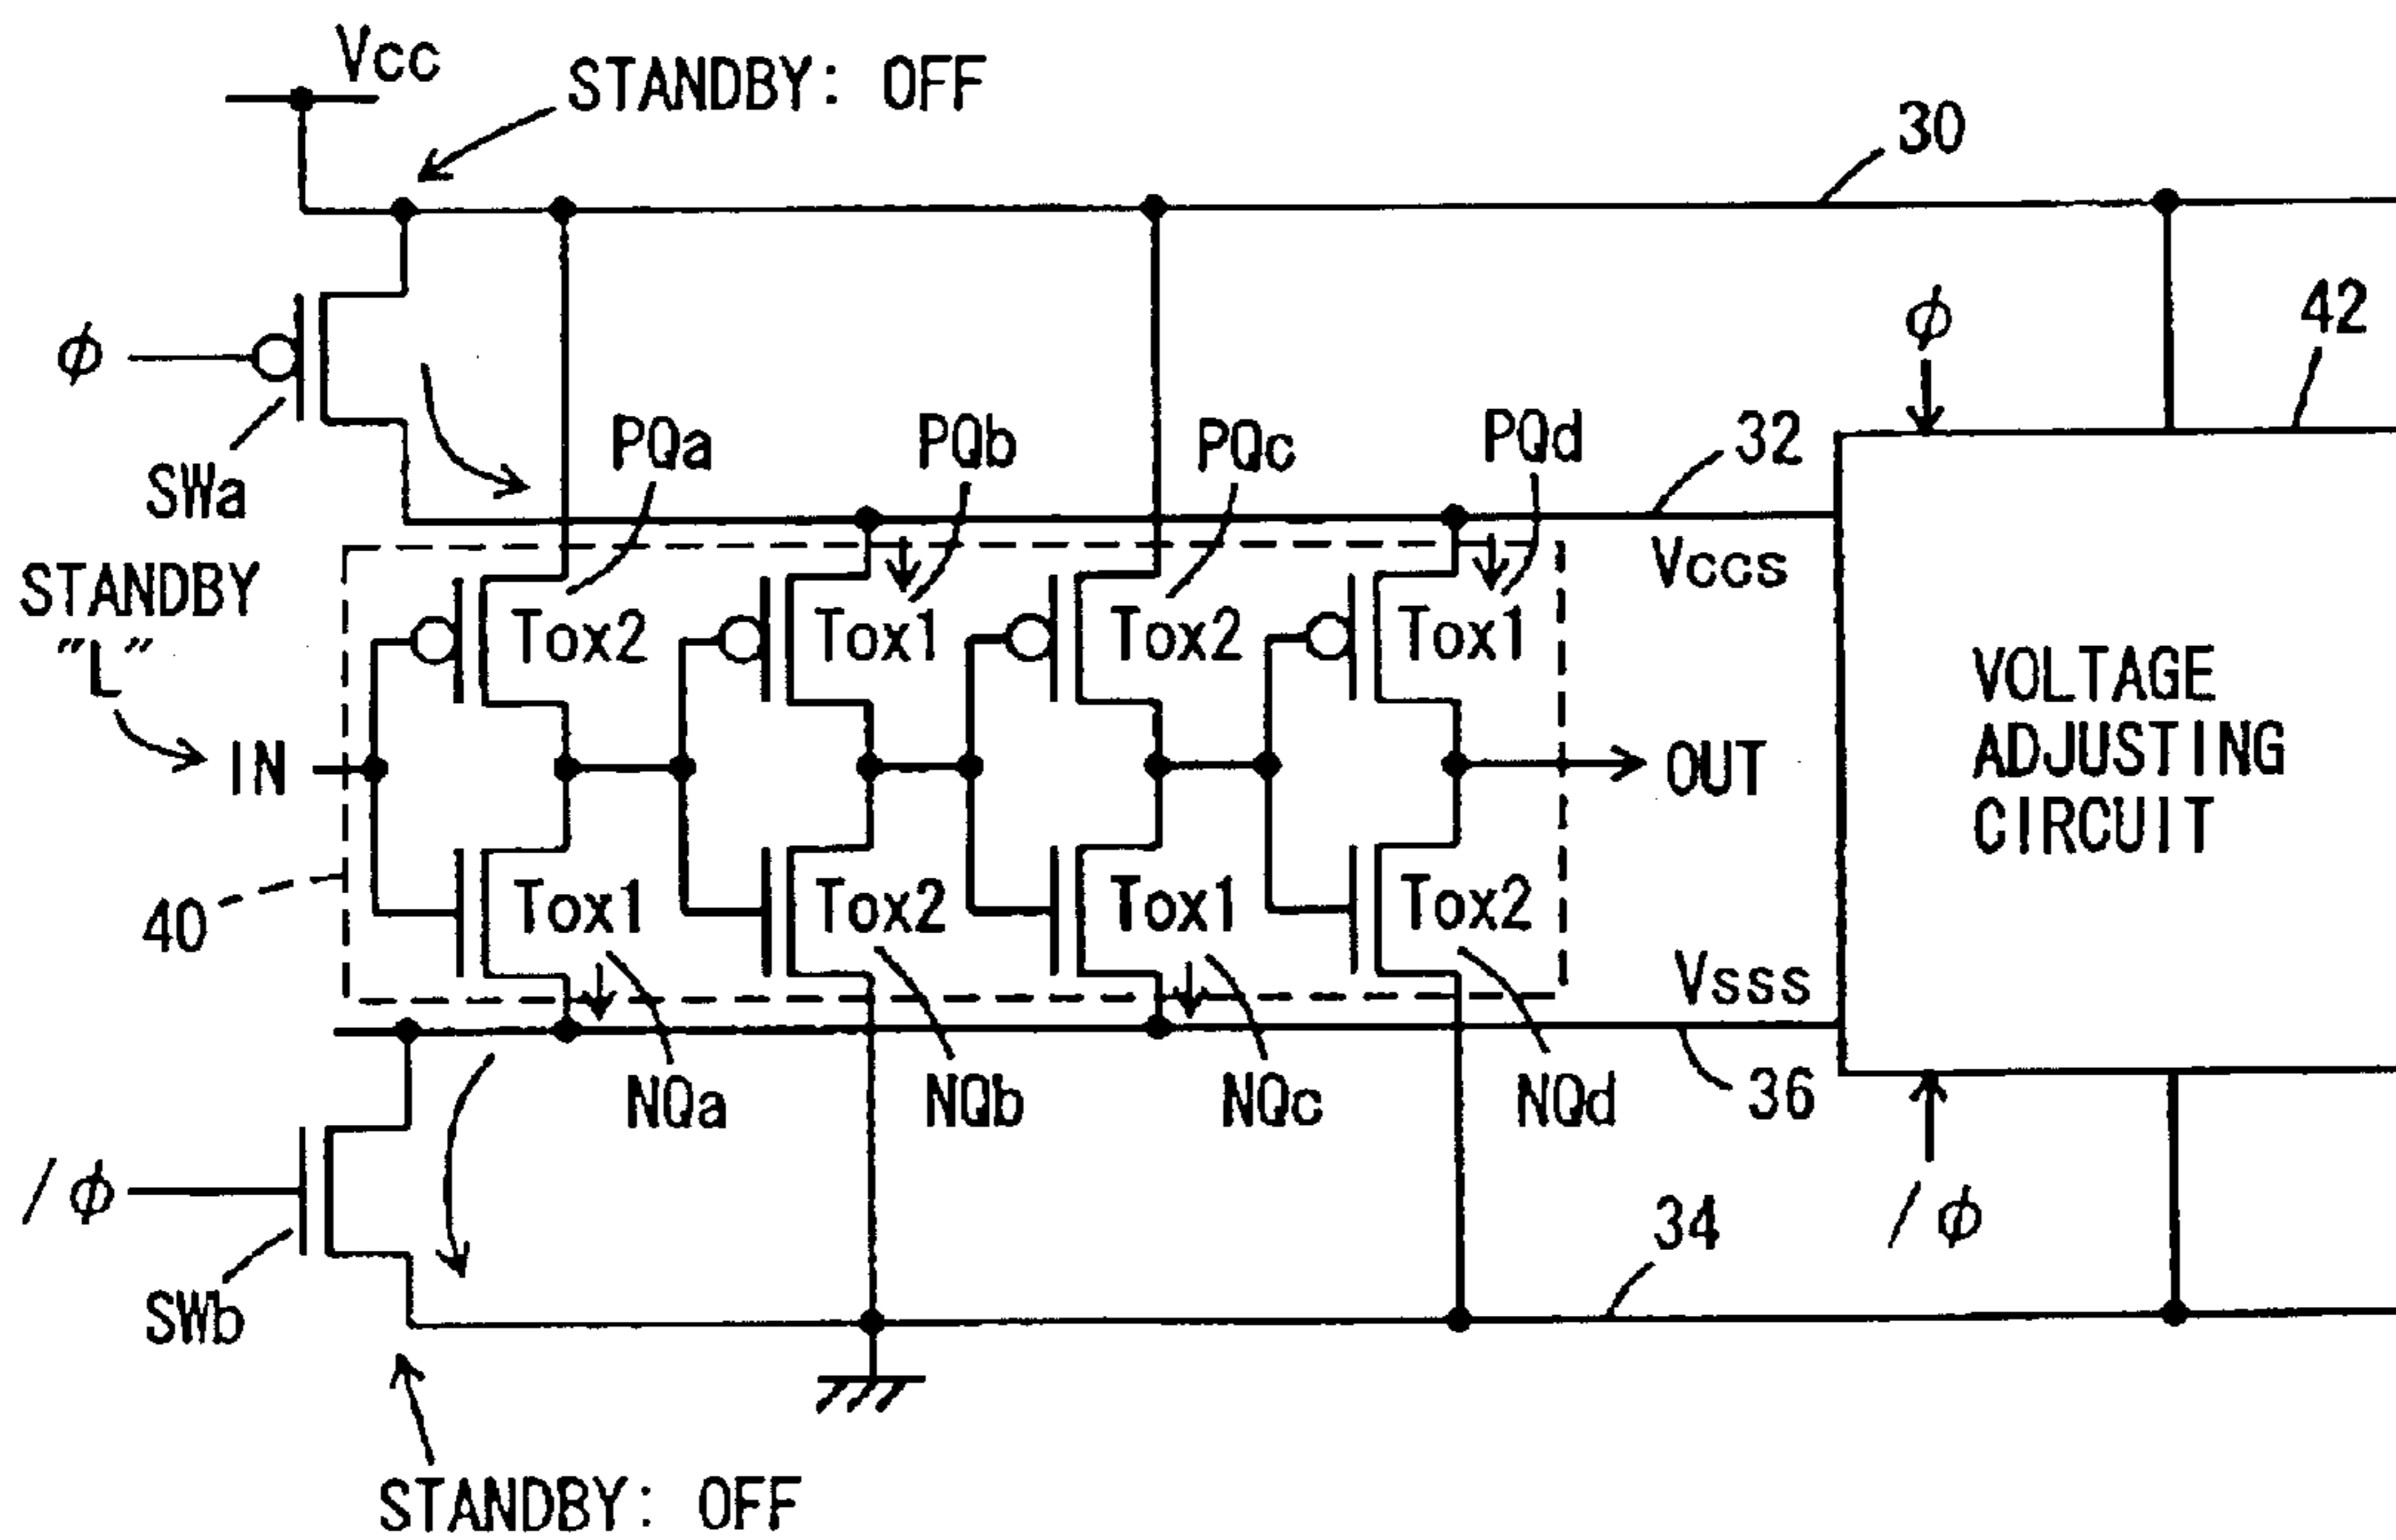 Vcc
STANDBY: OFF
30
ϕ
42
SWa
PQa
PQb
PQc
PQd
32
Vccs
STANDBY
"L"
IN
Tox2
Tox1
Tox2
Tox1
OUT
VOLTAGE
ADJUSTING
CIRCUIT
40
Tox1
Tox2
Tox1
Tox2
Vsss
NQa
NQb
NQc
NQd
36
/ϕ
SWb
34
/ϕ
STANDBY: OFF
ϕ